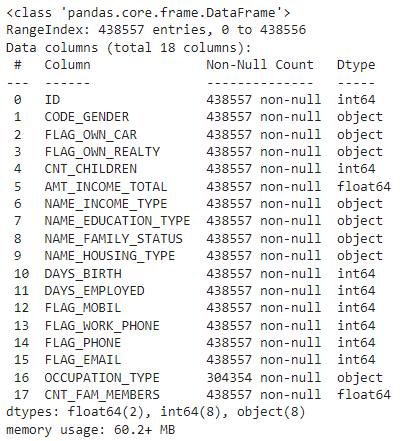 <class 'pandas.core.frame.DataFrame'>
RangeIndex: 438557 entries, 0 to 438556
Data columns (total 18 columns):
 #   Column               Non-Null Count   Dtype
---  ------               --------------   -----
 0   ID                   438557 non-null  int64
 1   CODE_GENDER          438557 non-null  object
 2   FLAG_OWN_CAR         438557 non-null  object
 3   FLAG_OWN_REALTY      438557 non-null  object
 4   CNT_CHILDREN         438557 non-null  int64
 5   AMT_INCOME_TOTAL     438557 non-null  float64
 6   NAME_INCOME_TYPE     438557 non-null  object
 7   NAME_EDUCATION_TYPE  438557 non-null  object
 8   NAME_FAMILY_STATUS   438557 non-null  object
 9   NAME_HOUSING_TYPE    438557 non-null  object
 10  DAYS_BIRTH           438557 non-null  int64
 11  DAYS_EMPLOYED        438557 non-null  int64
 12  FLAG_MOBIL           438557 non-null  int64
 13  FLAG_WORK_PHONE      438557 non-null  int64
 14  FLAG_PHONE           438557 non-null  int64
 15  FLAG_EMAIL           438557 non-null  int64
 16  OCCUPATION_TYPE      304354 non-null  object
 17  CNT_FAM_MEMBERS      438557 non-null  float64
dtypes: float64(2), int64(8), object(8)
memory usage: 60.2+ MB